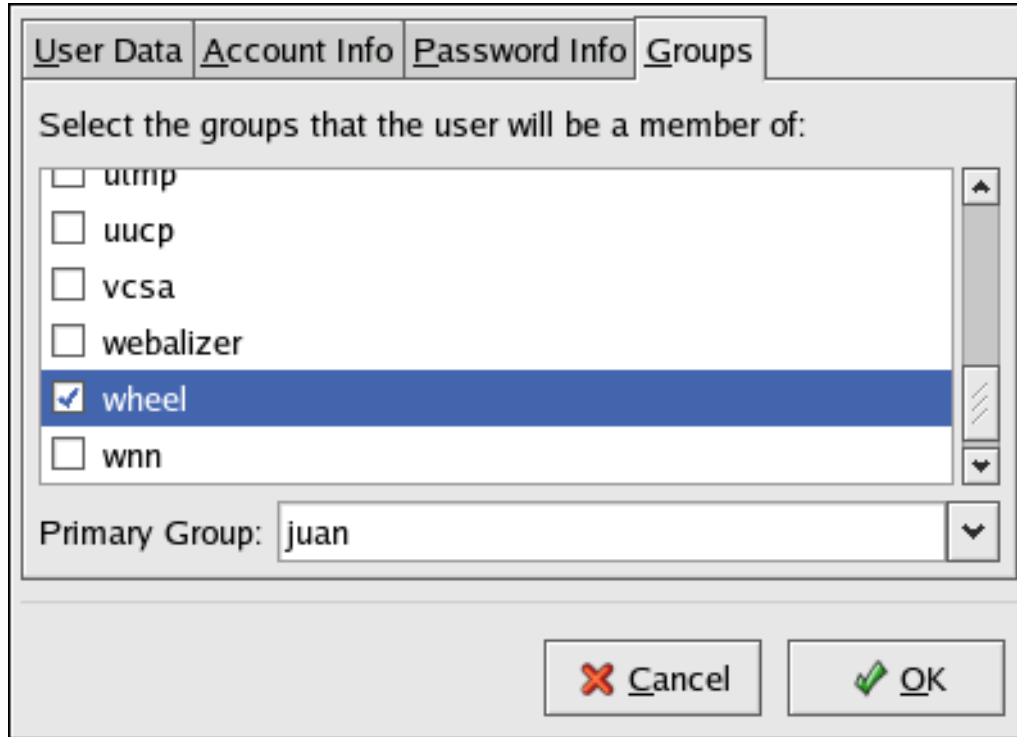 User Data Account Info Password Info Groups
Select the groups that the user will be a member of:
utmp
uucp
vcsa
webalizer
wheel
wnn
Primary Group: juan
Cancel OK